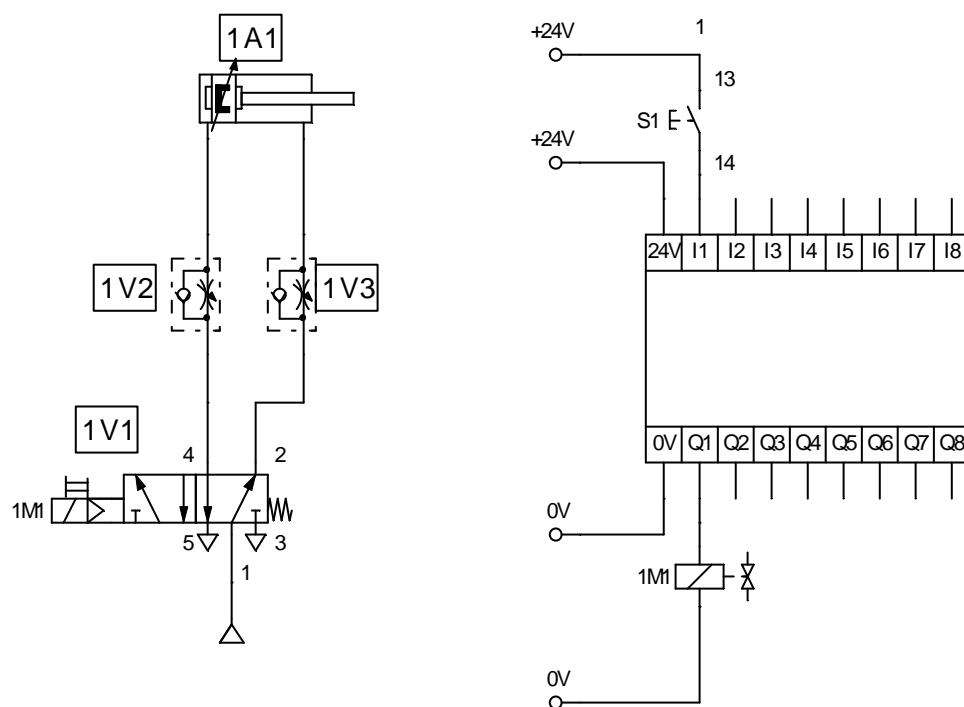 1A1
1V2
1V3
1V1
4
2
1M1
5
3
1
+24V
1
13
S1
+24V
14
24V I1 I2 I3 I4 I5 I6 I7 I8
0V Q1 Q2 Q3 Q4 Q5 Q6 Q7 Q8
0V
1M1
0V